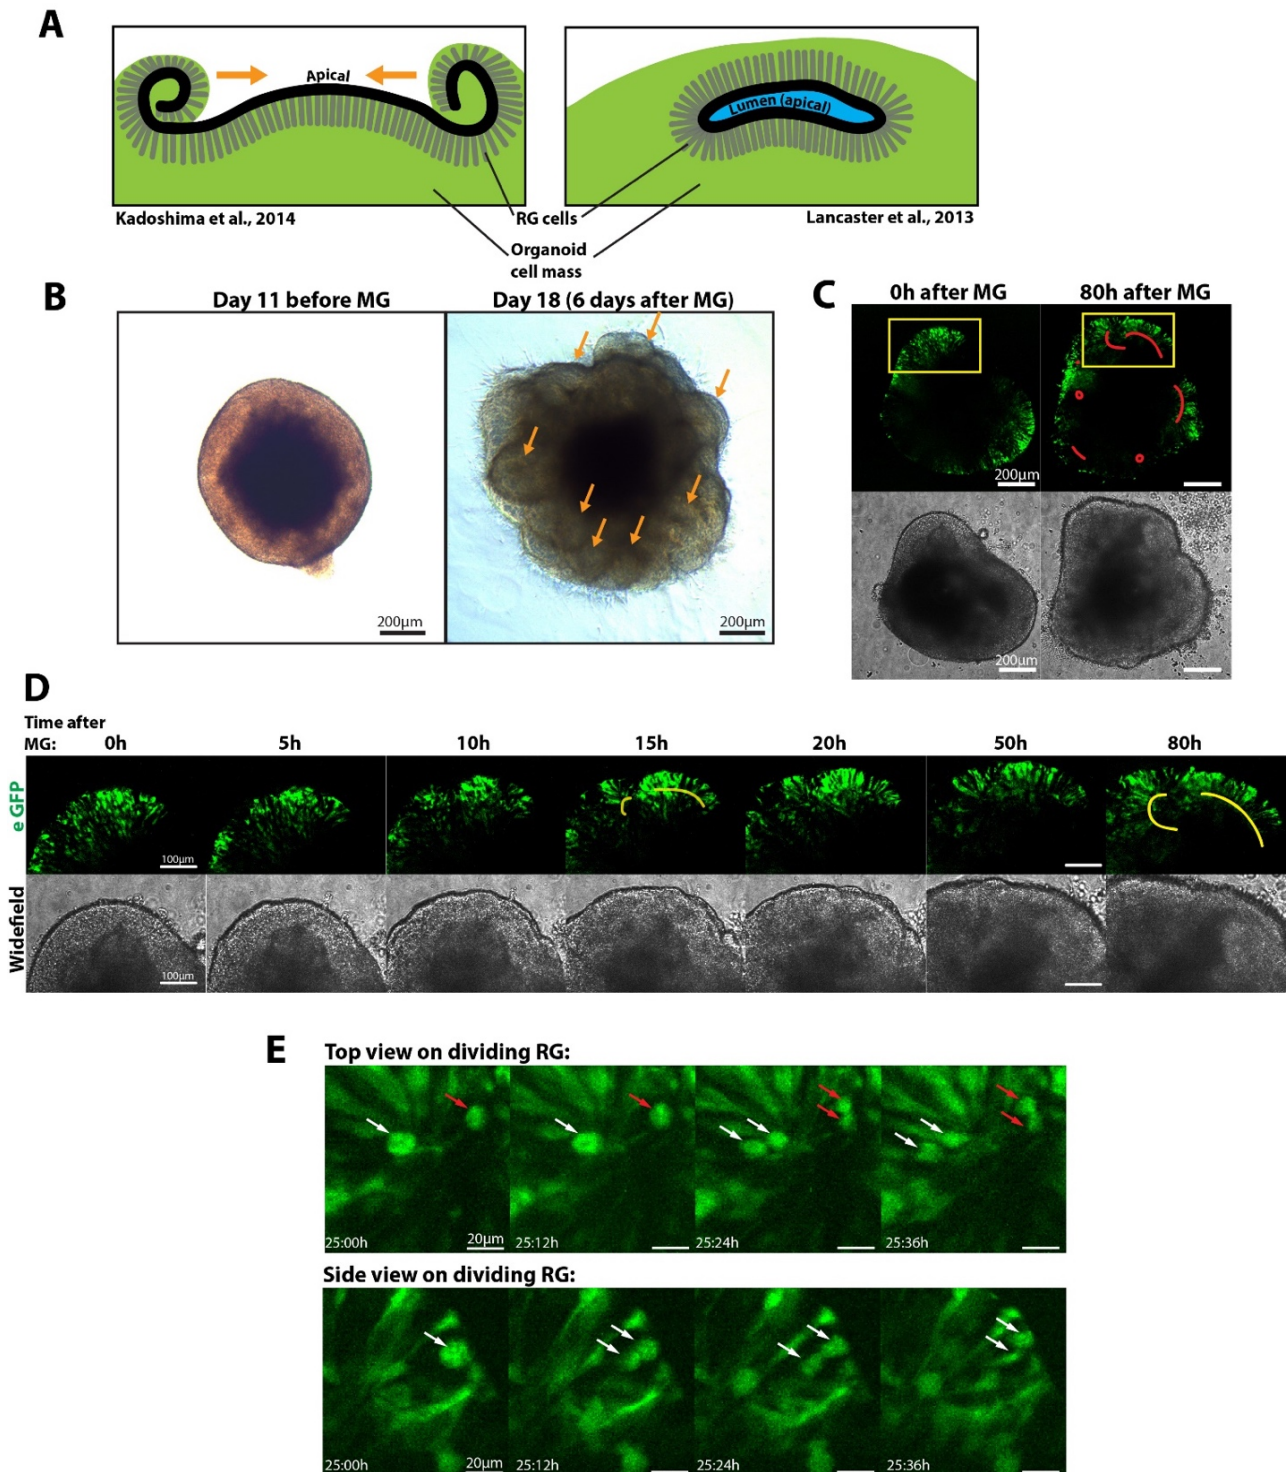 A
Apical
Lumen (apical)
Kadoshima et al., 2014
RG cells
Lancaster et al., 2013
Organoid
cell mass
B
Day 11 before MG
Day 18 (6 days after MG)
200μm
200μm
C
0h after MG
80h after MG
200μm
200μm
D
Time after
MG:
0h
5h
10h
15h
20h
50h
80h
eGFP
100μm
Widefield
100μm
E
Top view on dividing RG:
25:00h
20μm
25:12h
25:24h
25:36h
Side view on dividing RG:
25:00h
20μm
25:12h
25:24h
25:36h